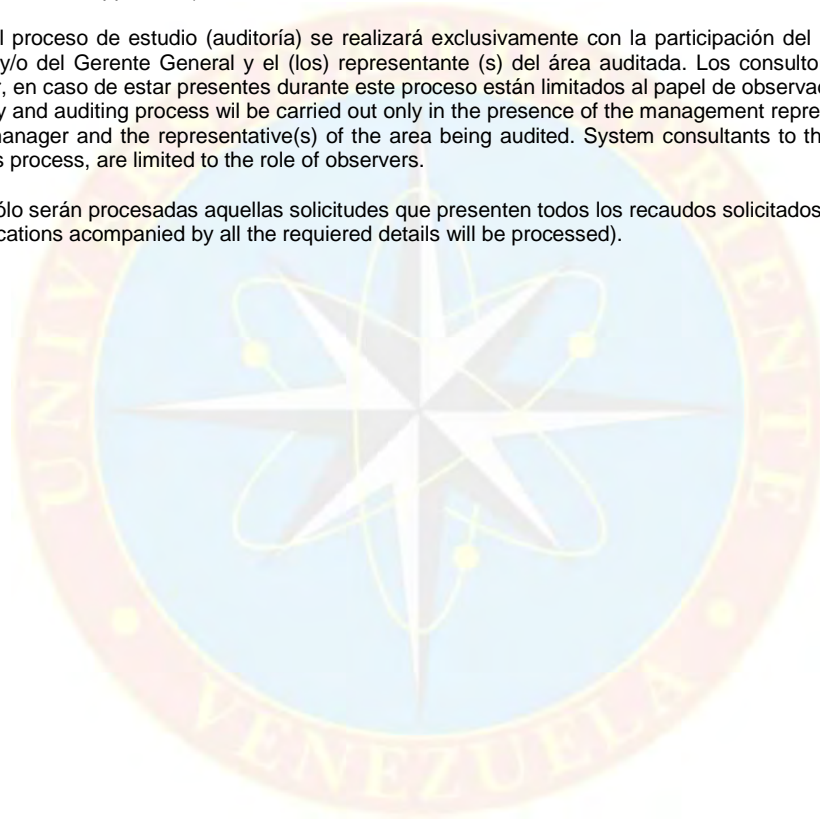 l proceso de estudio (auditoría) se realizará exclusivamente con la participación del
y/o del Gerente General y el (los) representante (s) del área auditada. Los consulto
, en caso de estar presentes durante este proceso están limitados al papel de observa
y and auditing process wil be carried out only in the presence of the management repre
anager and the representative(s) of the area being audited. System consultants to th
s process, are limited to the role of observers.
ólo serán procesadas aquellas solicitudes que presenten todos los recaudos solicitados
cations acompanied by all the requiered details will be processed).
UNIV RIENTE
VENEZUELA